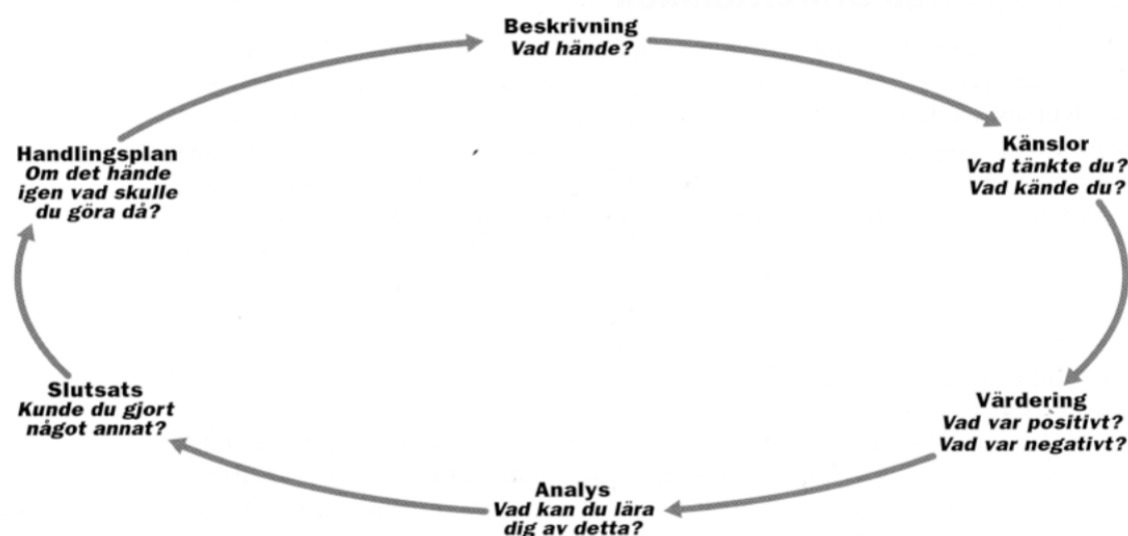 Beskrivning
Vad hände?
Känslor
Vad tänkte du?
Vad kände du?
Värdering
Vad var positivt?
Vad var negativt?
Analys
Vad kan du lära
dig av detta?
Slutsats
Kunde du gjort
något annat?
Handlingsplan
Om det hände
igen vad skulle
du göra då?